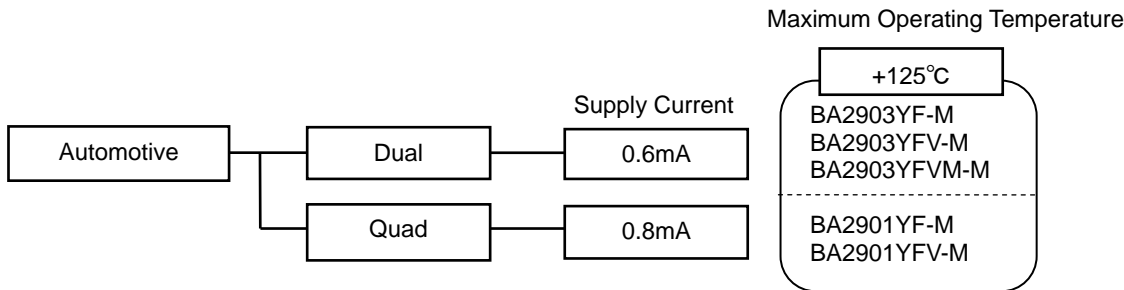 Maximum Operating Temperature
+125℃
Supply Current
Automotive
Dual
0.6mA
BA2903YF-M
BA2903YFV-M
BA2903YFVM-M
Quad
0.8mA
BA2901YF-M
BA2901YFV-M